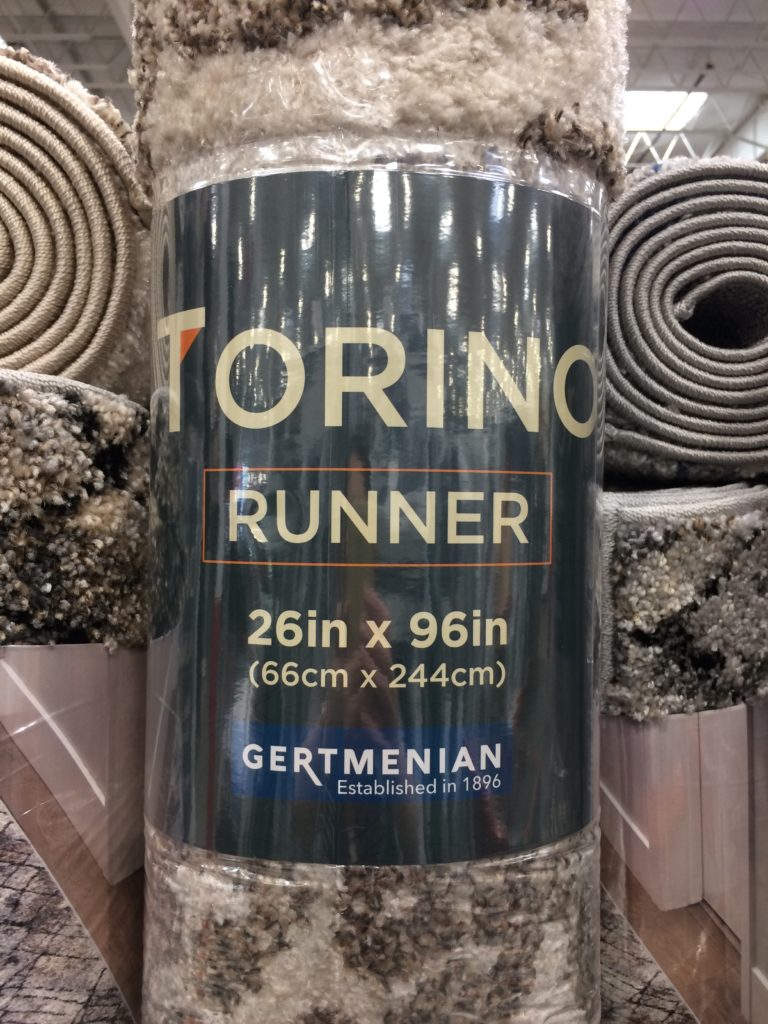 TORINO
RUNNER
26in x 96in
(66cm x 244cm)
GERTMENIAN
Established in 1896